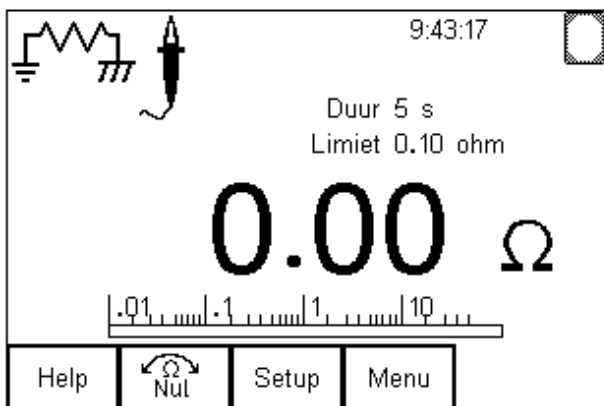 9:43:17
Duur 5 s
Limiet 0.10 ohm
0.00 Ω
.01 .1 1 10
Help Ω Nul Setup Menu